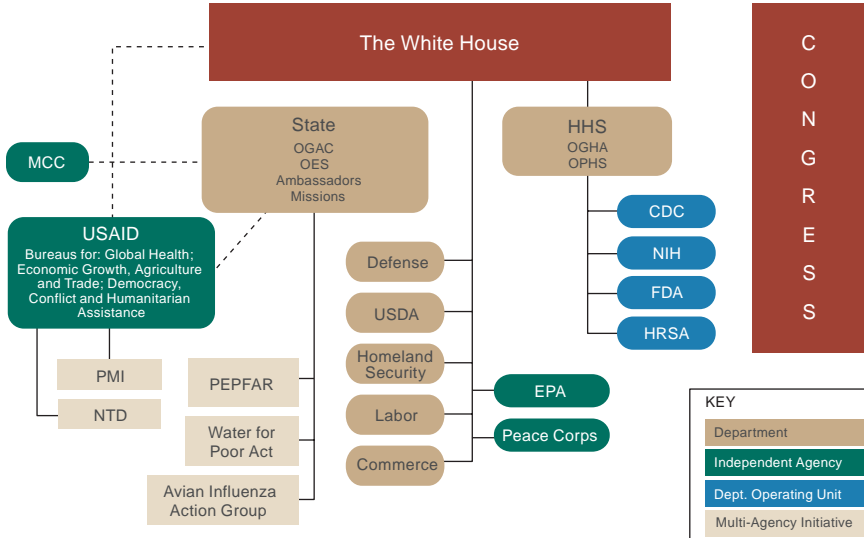 The White House
C
O
N
G
R
E
S
S
State
OGAC
OES
Ambassadors
Missions
HHS
OGHA
OPHS
MCC
USAID
Bureaus for: Global Health;
Economic Growth, Agriculture
and Trade; Democracy,
Conflict and Humanitarian
Assistance
CDC
NIH
FDA
HRSA
Defense
USDA
Homeland
Security
Labor
Commerce
EPA
Peace Corps
PMI
NTD
PEPFAR
Water for
Poor Act
Avian Influenza
Action Group
KEY
Department
Independent Agency
Dept. Operating Unit
Multi-Agency Initiative